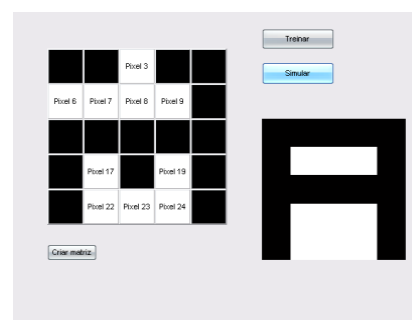 Treinar
Pixel 3
Simular
Pixel 6 Pixel 7 Pixel 8 Pixel 9
Pixel 17 Pixel 19
Pixel 22 Pixel 23 Pixel 24
Criar matriz